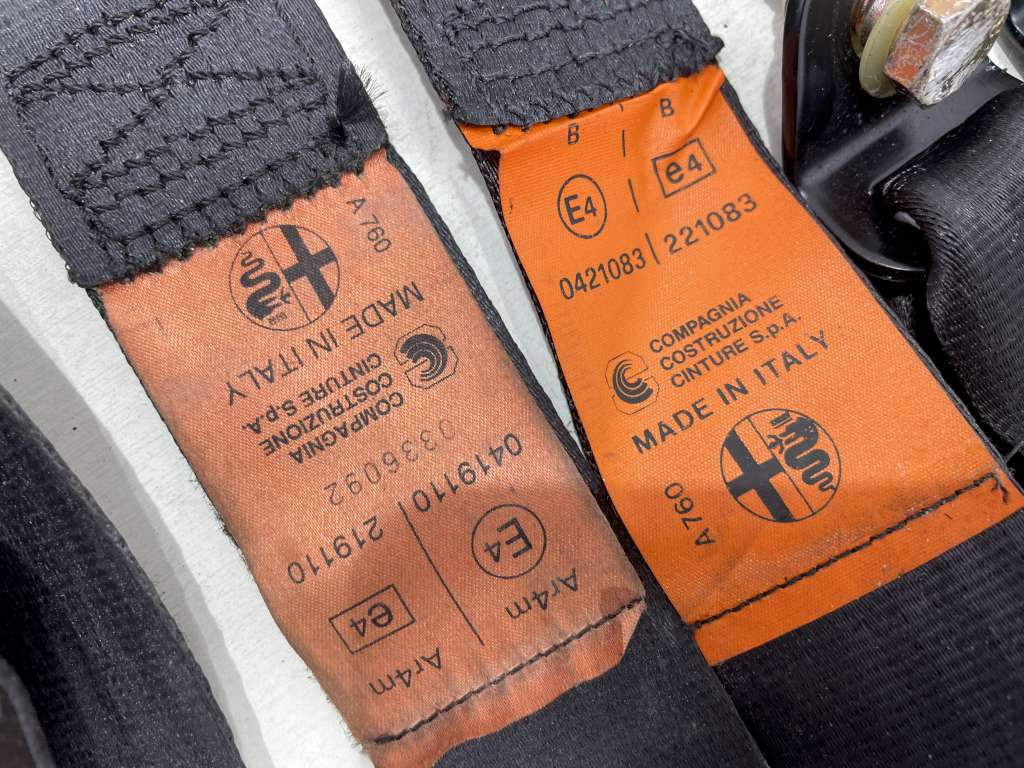 A 760
MADE IN ITALY
COMPAGNIA
COSTRUZIONE
CINTURE S.p.A
0336092
0419110 219110
E4 e4
Ar4m Ar4m
B B
E4 e4
0421083 221083
COMPAGNIA
COSTRUZIONE
CINTURE S.p.A.
MADE IN ITALY
A760